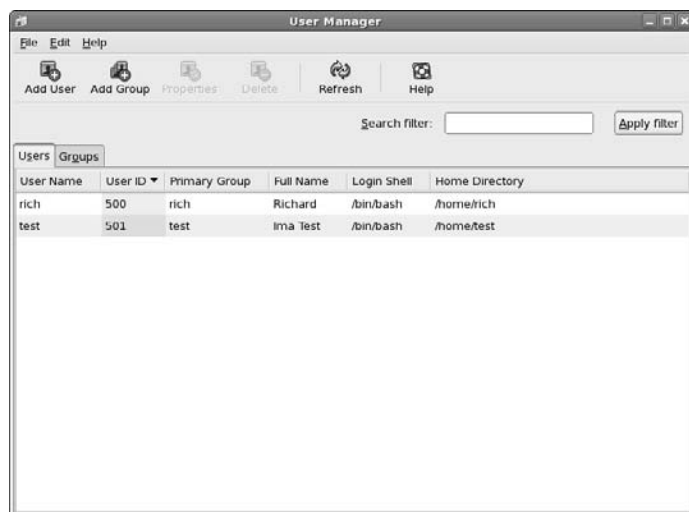 User Manager
File Edit Help
Add User Add Group Properties Delete Refresh Help
Search filter: Apply filter
Users Groups
User Name User ID Primary Group Full Name Login Shell Home Directory
rich 500 rich Richard /bin/bash /home/rich
test 501 test Ima Test /bin/bash /home/test